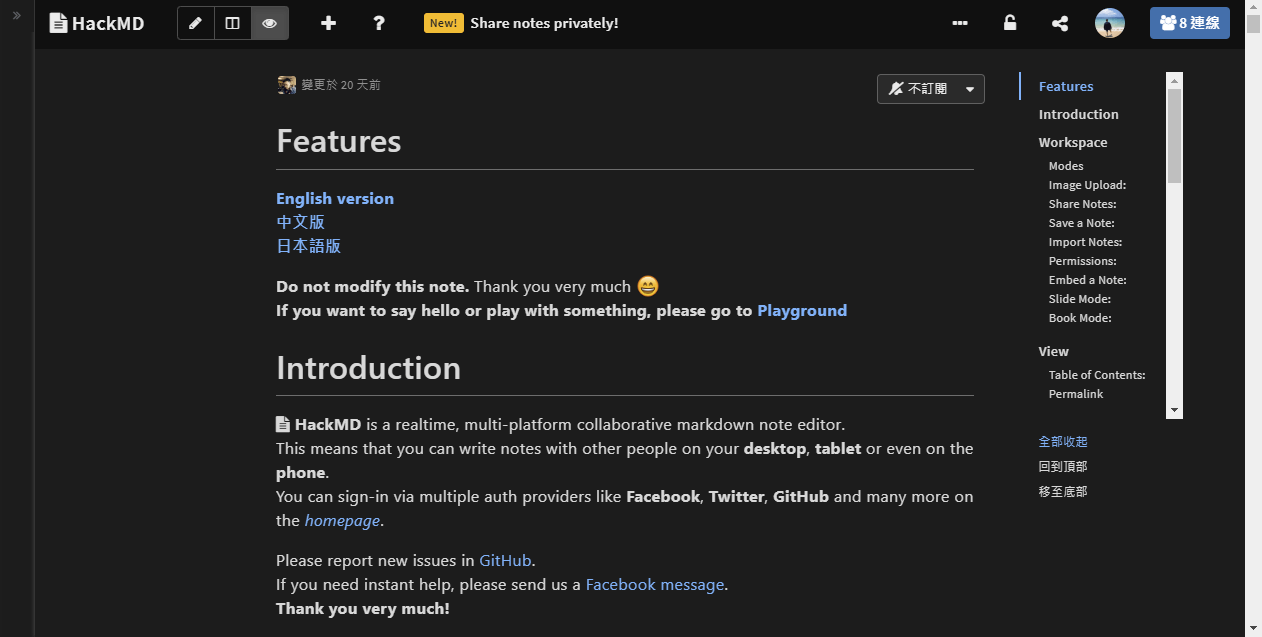 HackMD
New! Share notes privately!
8 連線
變更於 20 天前
不訂閱
Features
English version
中文版
日本語版
Do not modify this note. Thank you very much 😄
If you want to say hello or play with something, please go to Playground
Introduction
HackMD is a realtime, multi-platform collaborative markdown note editor.
This means that you can write notes with other people on your desktop, tablet or even on the
phone.
You can sign-in via multiple auth providers like Facebook, Twitter, GitHub and many more on
the homepage.
Please report new issues in GitHub.
If you need instant help, please send us a Facebook message.
Thank you very much!
Features
Introduction
Workspace
Modes
Image Upload:
Share Notes:
Save a Note:
Import Notes:
Permissions:
Embed a Note:
Slide Mode:
Book Mode:
View
Table of Contents:
Permalink
全部收起
回到頂部
移至底部